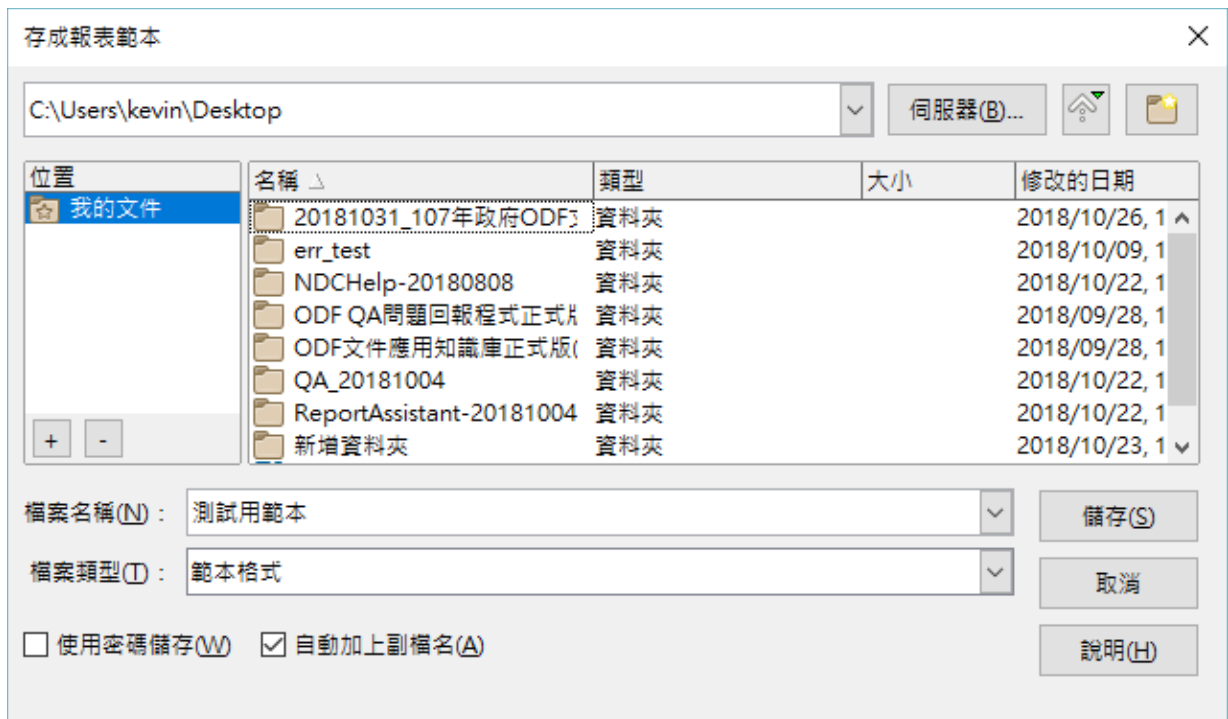 存成報表範本
C:\Users\kevin\Desktop
伺服器(B)...
位置
我的文件
名稱 類型 大小 修改的日期
20181031_107年政府ODF 資料夾 2018/10/26, 1
err_test 資料夾 2018/10/09, 1
NDCHelp-20180808 資料夾 2018/10/22, 1
ODF QA問題回報程式正式 資料夾 2018/09/28, 1
ODF文件應用知識庫正式版( 資料夾 2018/09/28, 1
QA_20181004 資料夾 2018/10/22, 1
ReportAssistant-20181004 資料夾 2018/10/22, 1
新增資料夾 資料夾 2018/10/23, 1
+ -
檔案名稱(N)： 測試用範本 儲存(S)
檔案類型(T)： 範本格式 取消
使用密碼儲存(W) 自動加上副檔名(A) 說明(H)